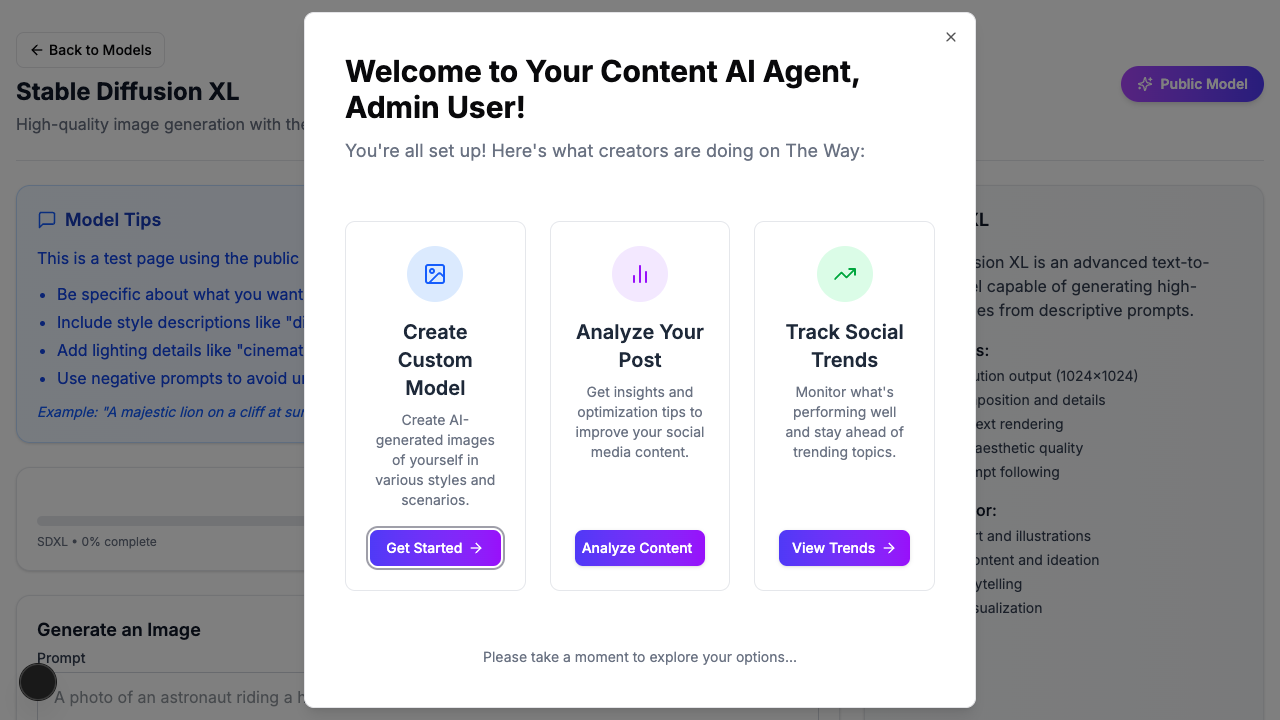 Back to Models
Stable Diffusion XL
High-quality image generation with the
Public Model
Welcome to Your Content AI Agent,
Admin User!
You're all set up! Here's what creators are doing on The Way:
Create
Custom
Model
Create AI-
generated images
of yourself in
various styles and
scenarios.
Get Started
Analyze Your
Post
Get insights and
optimization tips to
improve your social
media content.
Analyze Content
Track Social
Trends
Monitor what's
performing well
and stay ahead of
trending topics.
View Trends
Please take a moment to explore your options...
Model Tips
This is a test page using the public
• Be specific about what you want
• Include style descriptions like "di
• Add lighting details like "cinemat
• Use negative prompts to avoid
Example: "A majestic lion on a cliff at
SDXL • 0% complete
Generate an Image
Prompt
A photo of an astronaut riding a
XL
sion XL is an advanced text-to-
capable of generating high-
es from descriptive prompts.
s:
ution output (1024×1024)
position and details
ext rendering
aesthetic quality
mpt following
or:
rt and illustrations
ontent and ideation
ytelling
sualization